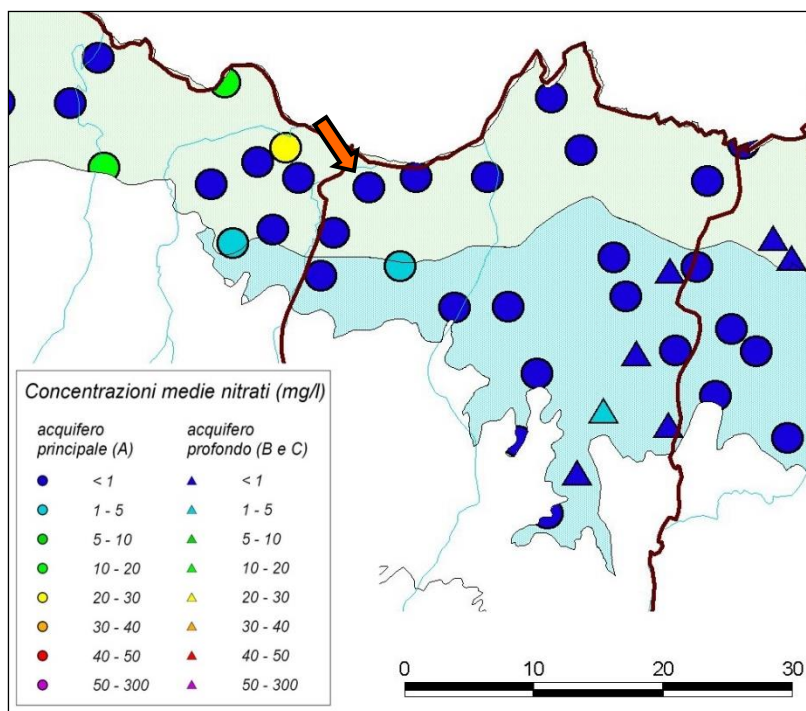 Concentrazioni medie nitrati (mg/l)
acquifero principale (A)
acquifero profondo (B e C)
< 1 < 1
1 - 5 1 - 5
5 - 10 5 - 10
10 - 20 10 - 20
20 - 30 20 - 30
30 - 40 30 - 40
40 - 50 40 - 50
50 - 300 50 - 300
0 10 20 30